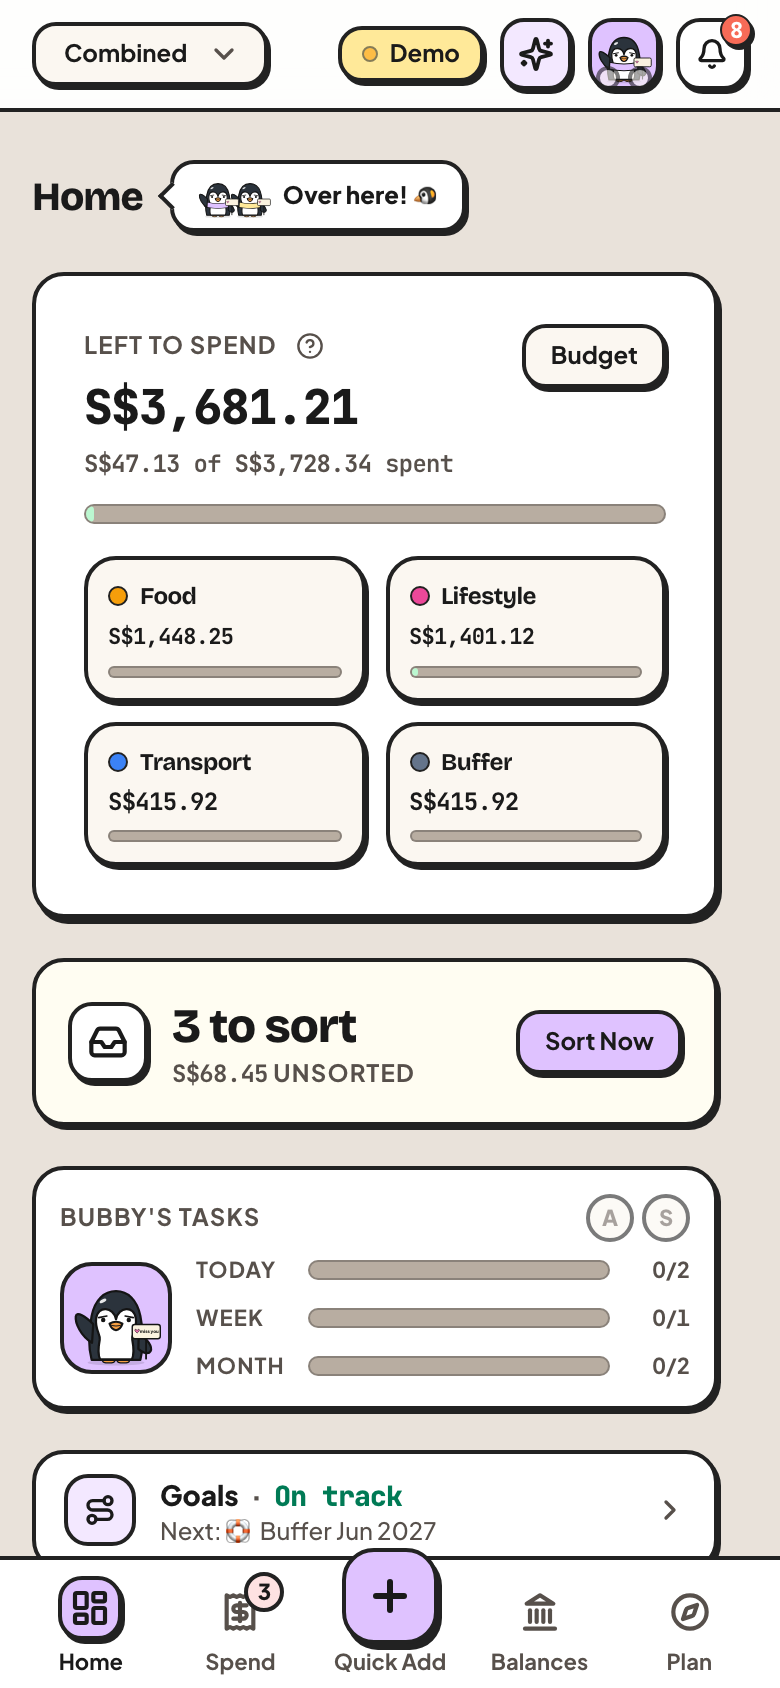 Combined
Demo
8
Home
Over here!
LEFT TO SPEND
Budget
S$3,681.21
S$47.13 of S$3,728.34 spent
Food
S$1,448.25
Lifestyle
S$1,401.12
Transport
S$415.92
Buffer
S$415.92
3 to sort
S$68.45 UNSORTED
Sort Now
BUBBY'S TASKS
A
S
miss you
TODAY
0/2
WEEK
0/1
MONTH
0/2
Goals · On track
Next: Buffer Jun 2027
Home
3
Spend
Quick Add
Balances
Plan